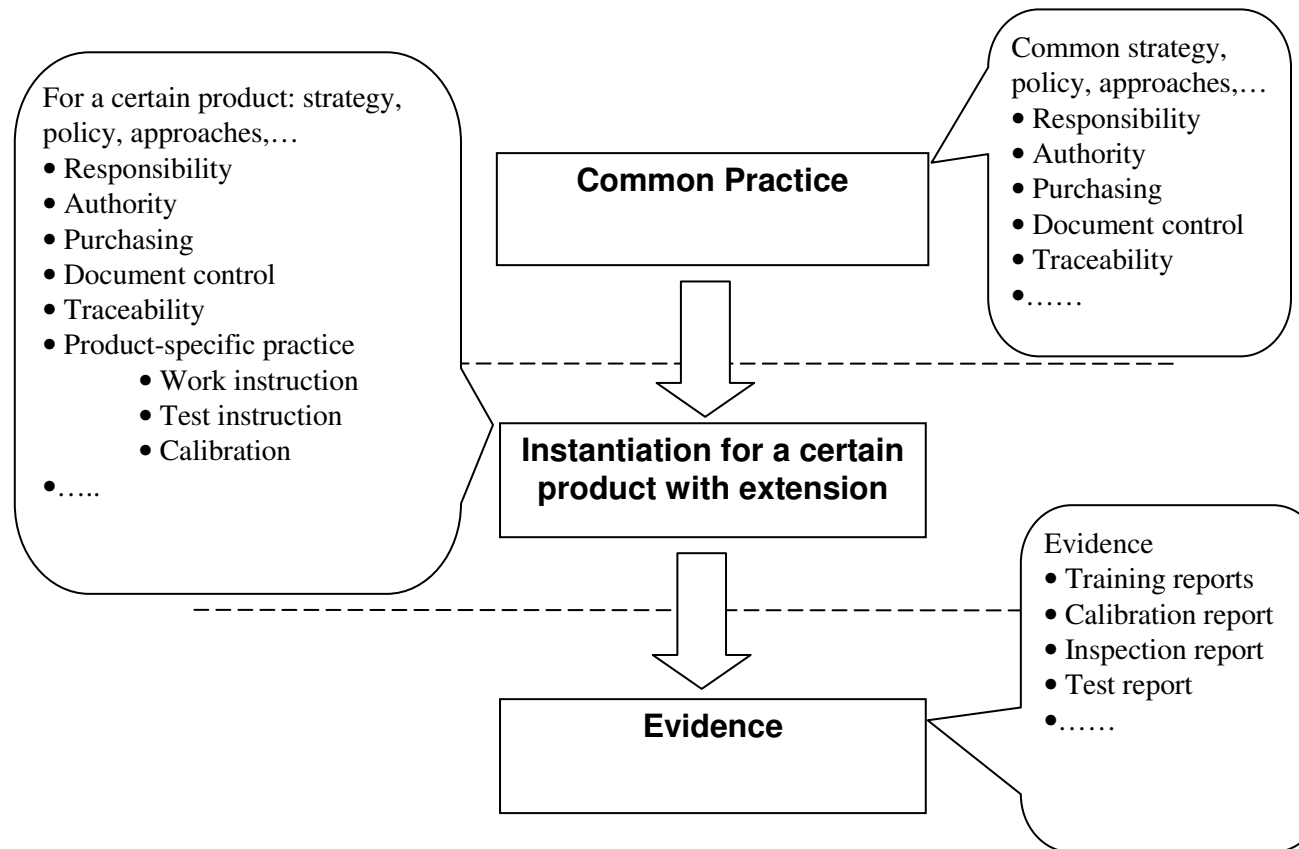 For a certain product: strategy,
policy, approaches,…
• Responsibility
• Authority
• Purchasing
• Document control
• Traceability
• Product-specific practice
• Work instruction
• Test instruction
• Calibration
•…..
Common strategy,
policy, approaches,…
• Responsibility
• Authority
• Purchasing
• Document control
• Traceability
•……
Common Practice
Instantiation for a certain
product with extension
Evidence
• Training reports
• Calibration report
• Inspection report
• Test report
•……
Evidence